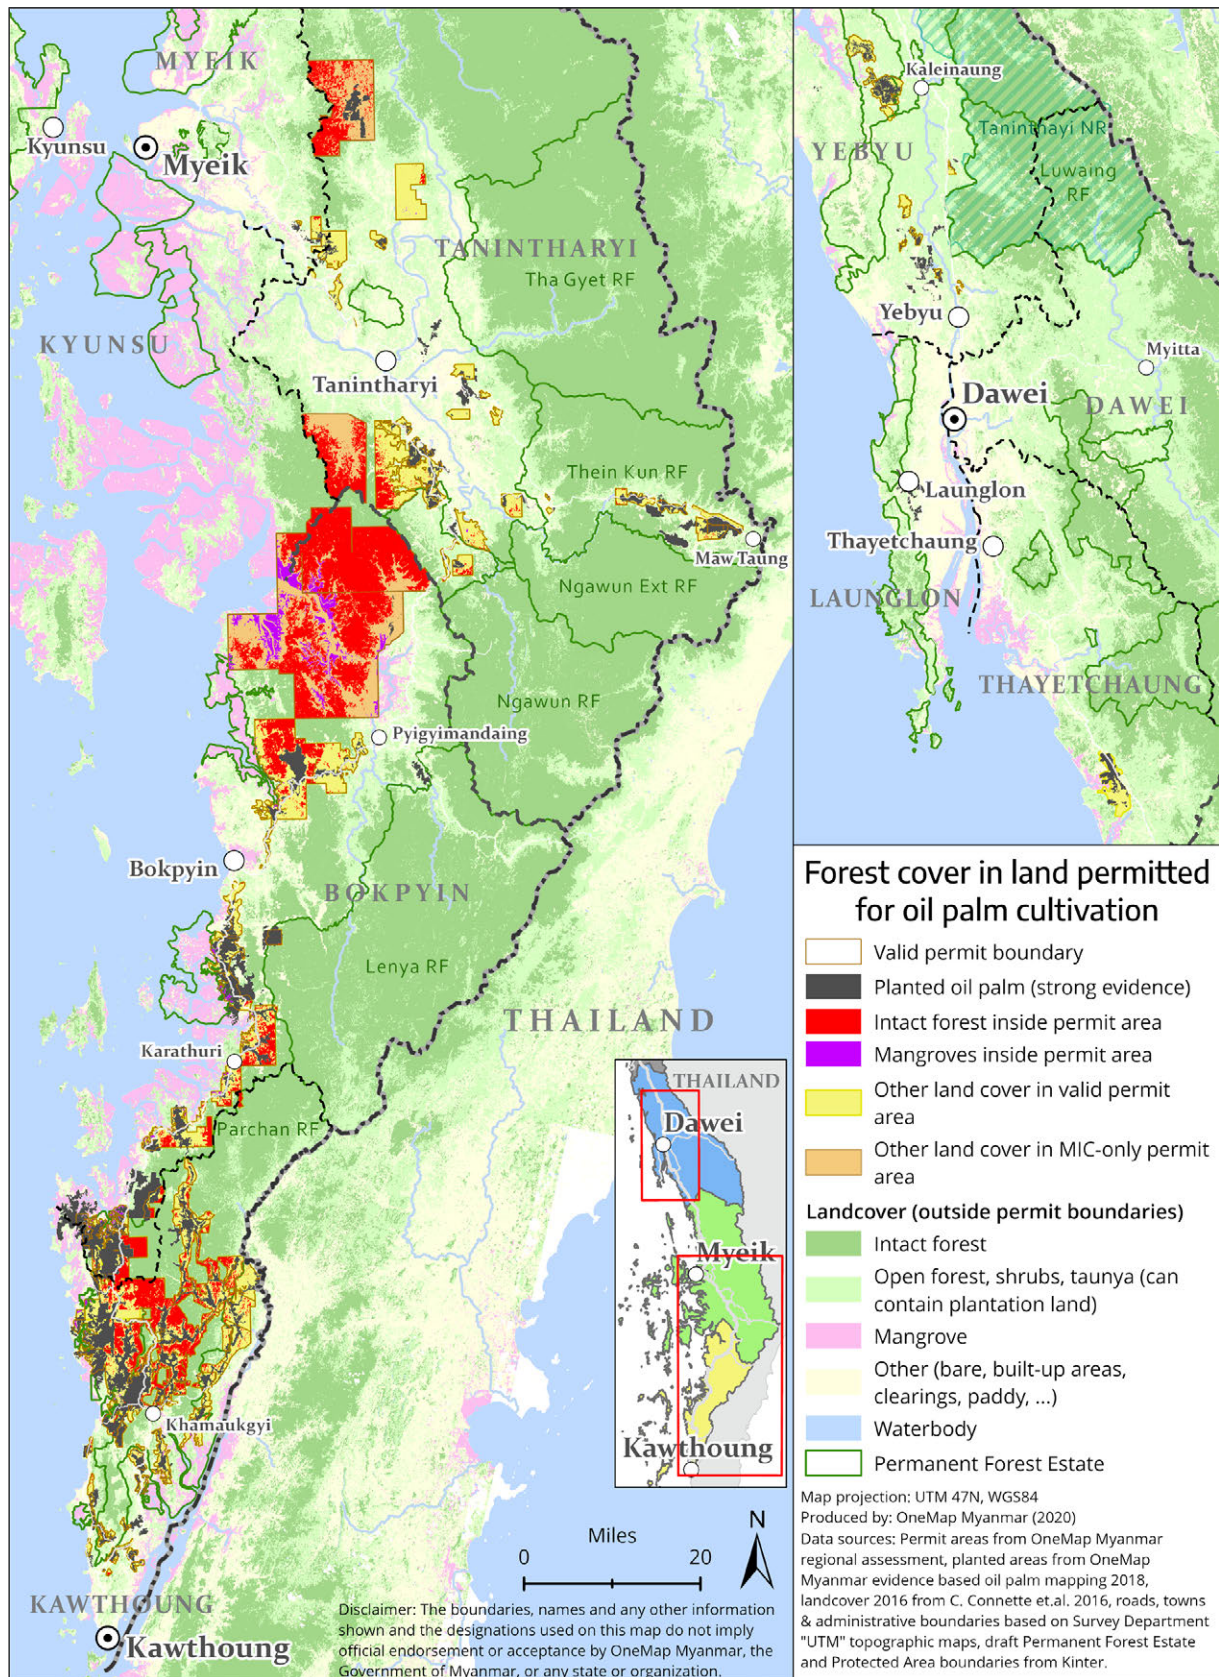 MYEIK
Kyunsu
Myeik
TANINTHARYI
Tha Gyet RF
KYUNSU
Tanintharyi
Thein Kun RF
Maw Taung
Ngawun Ext RF
Ngawun RF
Pyigyimandaing
Bokpyin
BOKPYIN
Lenya RF
THAILAND
Karathuri
Parchan RF
Khamaukgyi
KAWTHOUNG
Kawthoung
Kaleinaung
Taninthayi NR
YEBYU
Luwaing
RF
Yebyu
Myitta
Dawei
DAWEI
Launglon
Thayetchaung
LAUNGLON
THAYETCHAUNG
THAILAND
Dawei
Myeik
Kawthoung
Miles
0 20
N
Disclaimer: The boundaries, names and any other information
shown and the designations used on this map do not imply
official endorsement or acceptance by OneMap Myanmar, the
Government of Myanmar, or any state or organization.
Forest cover in land permitted
for oil palm cultivation
Valid permit boundary
Planted oil palm (strong evidence)
Intact forest inside permit area
Mangroves inside permit area
Other land cover in valid permit
area
Other land cover in MIC-only permit
area
Landcover (outside permit boundaries)
Intact forest
Open forest, shrubs, taunya (can
contain plantation land)
Mangrove
Other (bare, built-up areas,
clearings, paddy, ...)
Waterbody
Permanent Forest Estate
Map projection: UTM 47N, WGS84
Produced by: OneMap Myanmar (2020)
Data sources: Permit areas from OneMap Myanmar
regional assessment, planted areas from OneMap
Myanmar evidence based oil palm mapping 2018,
landcover 2016 from C. Connette et.al. 2016, roads, towns
& administrative boundaries based on Survey Department
"UTM" topographic maps, draft Permanent Forest Estate
and Protected Area boundaries from Kinter.